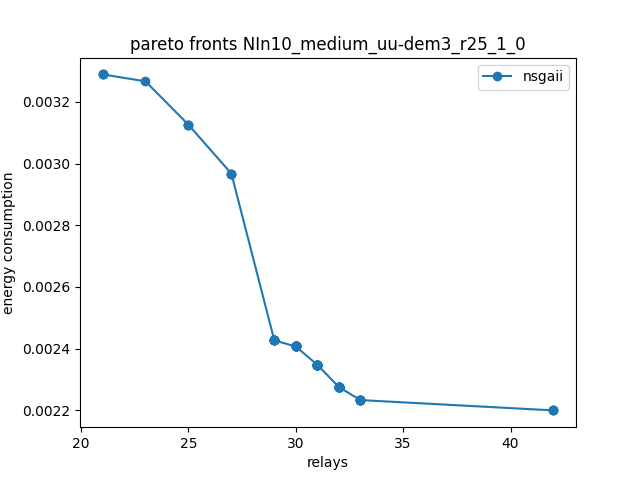 pareto fronts NIn10_medium_uu-dem3_r25_1_0
nsgaii
energy consumption
0.0032
0.0030
0.0028
0.0026
0.0024
0.0022
20 25 30 35 40
relays